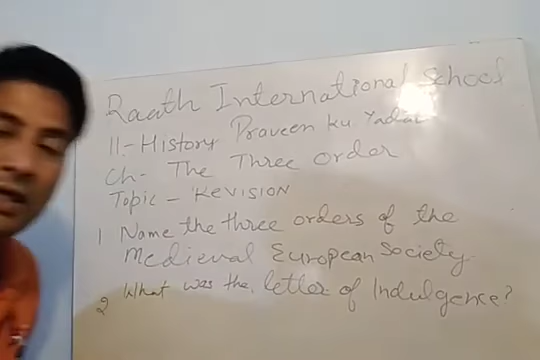 Raath International School
11- History Praveen ku Yadav
Ch- The Three order
Topic - Revision
1 Name the three orders of the
Medieval European Society
2 What was the letter of Indulgence?